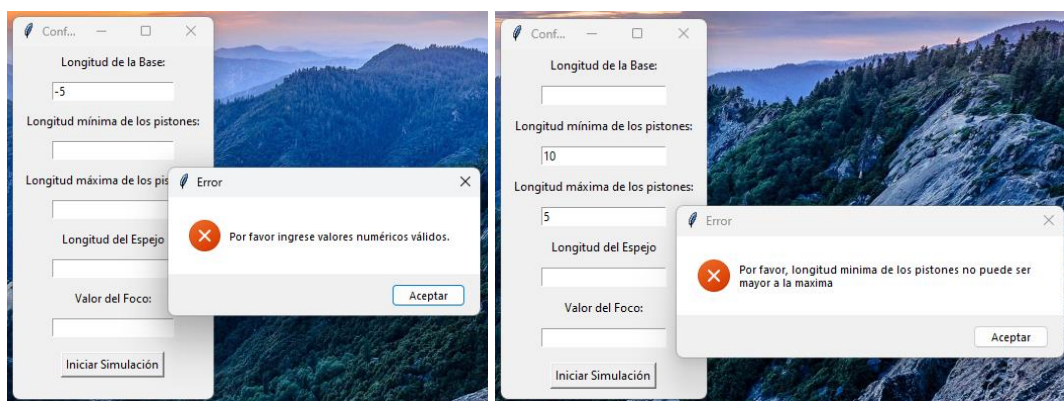 Conf...
Longitud de la Base:
-5
Longitud mínima de los pistones:
Longitud máxima de los pis
Longitud del Espejo
Valor del Foco:
Iniciar Simulación
Error
Por favor ingrese valores numéricos válidos.
Aceptar
Conf...
Longitud de la Base:
Longitud mínima de los pistones:
10
Longitud máxima de los pistones:
5
Longitud del Espejo
Valor del Foco:
Iniciar Simulación
Error
Por favor, longitud minima de los pistones no puede ser
mayor a la maxima
Aceptar